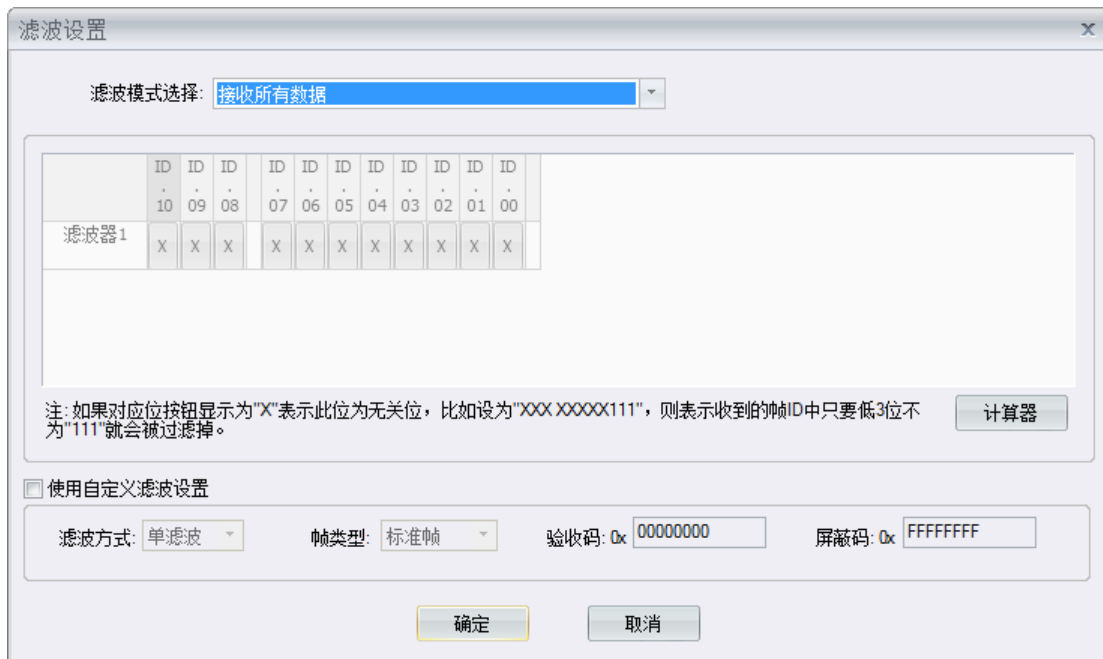 滤波设置 x
滤波模式选择: 接收所有数据
ID ID ID ID ID ID ID ID ID ID ID
. . . . . . . . . . .
10 09 08 07 06 05 04 03 02 01 00
滤波器1 X X X X X X X X X X X
注: 如果对应位按钮显示为"X"表示此位为无关位，比如设为"XXX XXXXX111"，则表示收到的帧ID中只要低3位不
为"111"就会被过滤掉。
计算器
使用自定义滤波设置
滤波方式: 单滤波 帧类型: 标准帧 验收码: 0x 00000000 屏蔽码: 0x FFFFFFFF
确定 取消